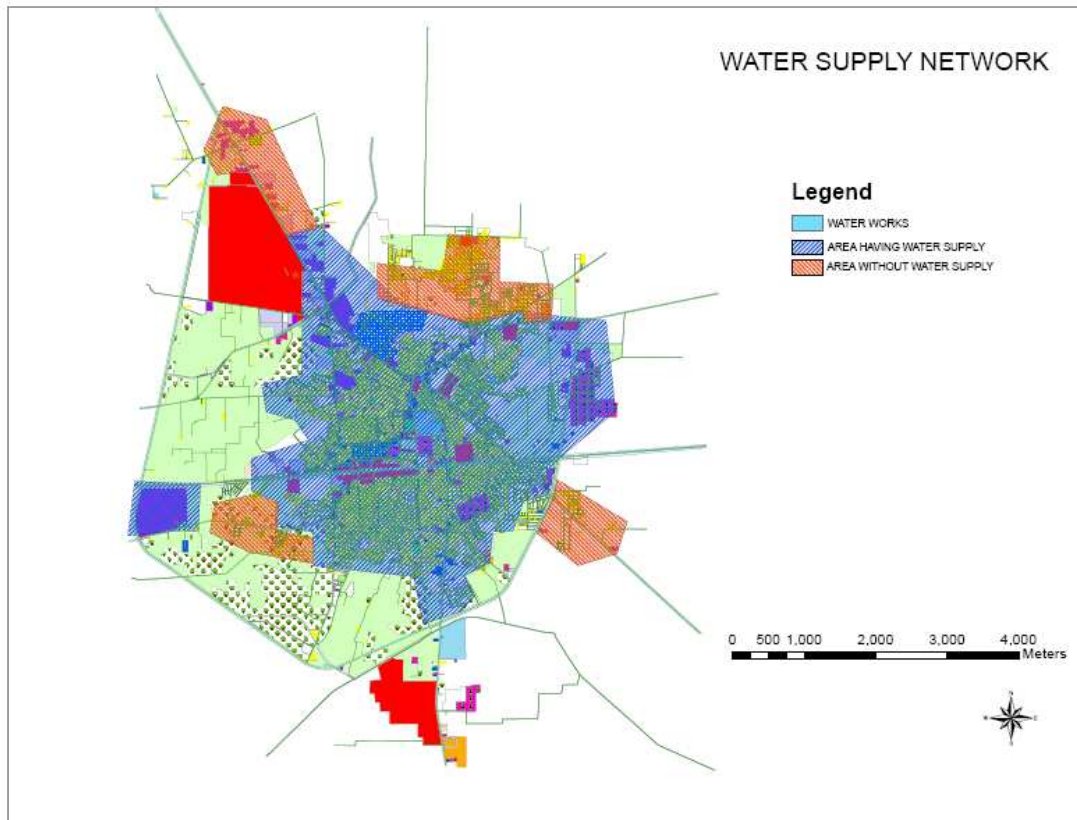 WATER SUPPLY NETWORK
Legend
WATER WORKS
AREA HAVING WATER SUPPLY
AREA WITHOUT WATER SUPPLY
0 500 1,000 2,000 3,000 4,000
Meters
N
W E
S